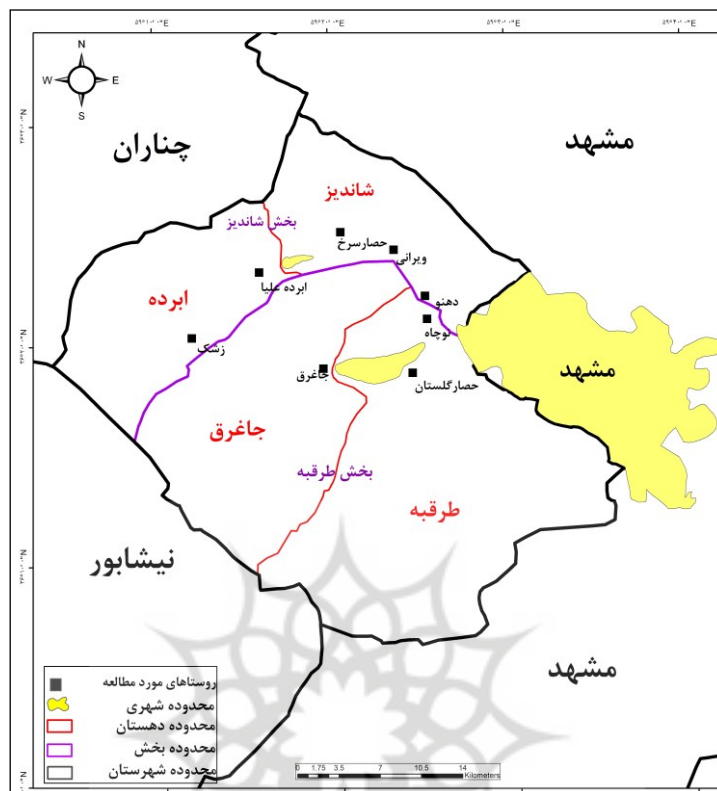 N
W E
S
چناران
مشهد
شاندیز
بخش شاندیز
حصارسرخ
ویرانی
ابرده علیا
دهنو
ابرده
نوچاه
زشک
مشهد
جاغرق
حصارگلستان
جاغرق
بخش طرقبه
طرقبه
نیشابور
مشهد
روستاهای مورد مطالعه
محدوده شهری
محدوده دهستان
محدوده بخش
محدوده شهرستان
0 1.75 3.5 7 10.5 14
Kilometers